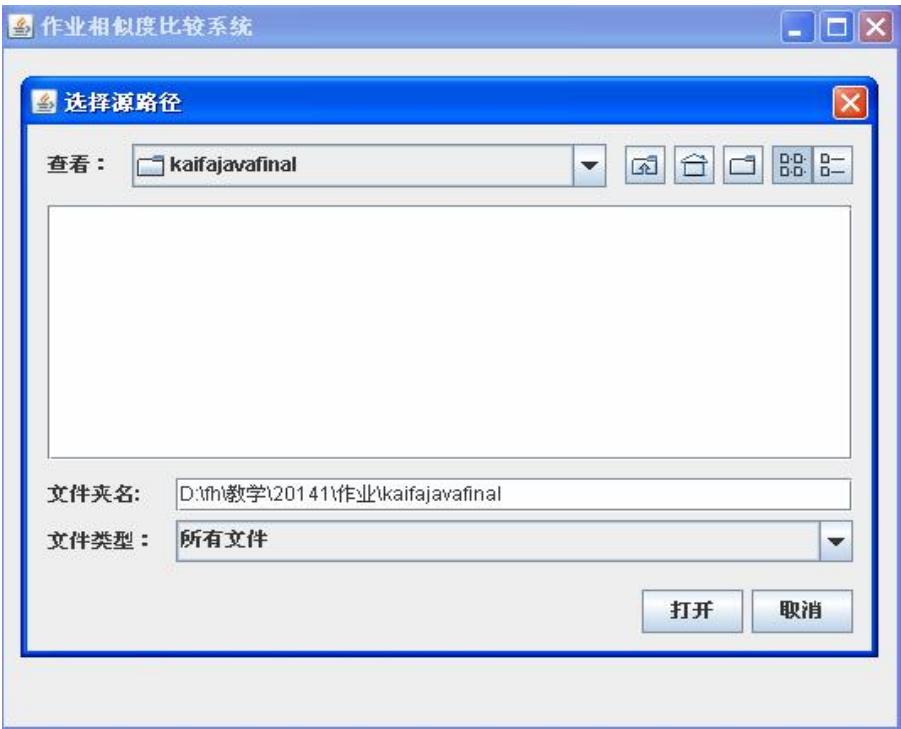 作业相似度比较系统
选择源路径
查看： kaifajavafinal
文件夹名: D:\fh\教学\20141\作业\kaifajavafinal
文件类型： 所有文件
打开 取消